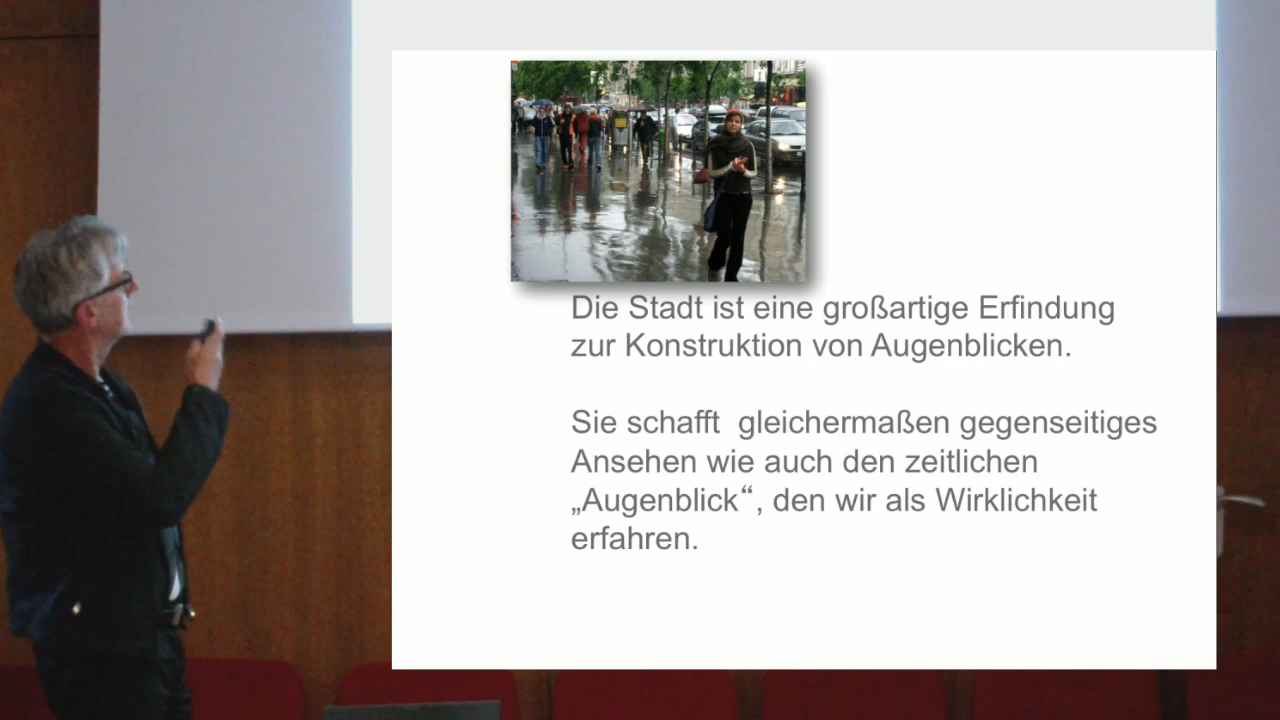 Die Stadt ist eine großartige Erfindung
zur Konstruktion von Augenblicken.
Sie schafft gleichermaßen gegenseitiges
Ansehen wie auch den zeitlichen
„Augenblick“, den wir als Wirklichkeit
erfahren.